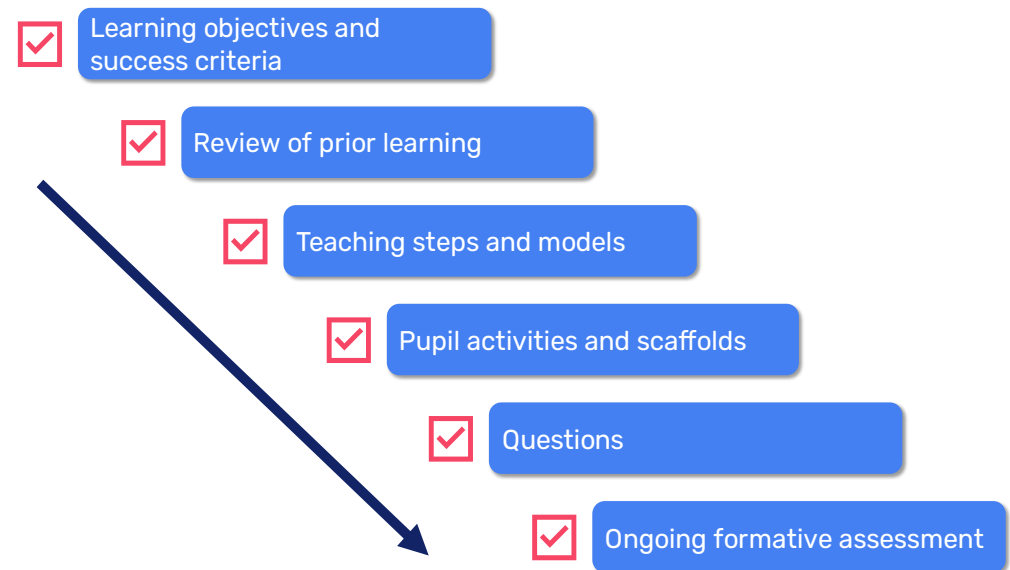 Learning objectives and
success criteria
Review of prior learning
Teaching steps and models
Pupil activities and scaffolds
Questions
Ongoing formative assessment